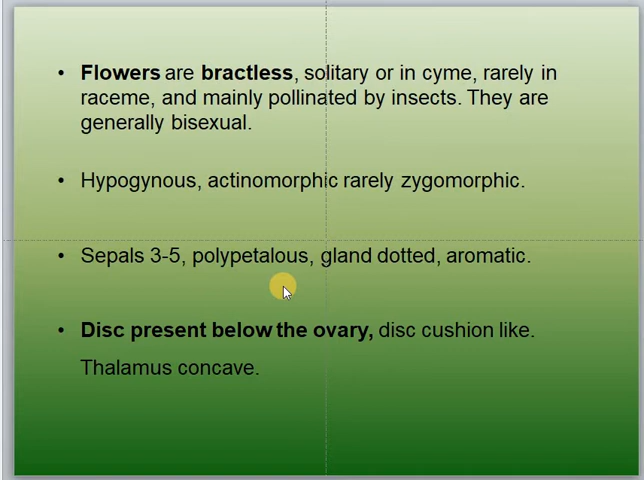 • Flowers are bractless, solitary or in cyme, rarely in
raceme, and mainly pollinated by insects. They are
generally bisexual.
• Hypogynous, actinomorphic rarely zygomorphic.
• Sepals 3-5, polypetalous, gland dotted, aromatic.
• Disc present below the ovary, disc cushion like.
Thalamus concave.